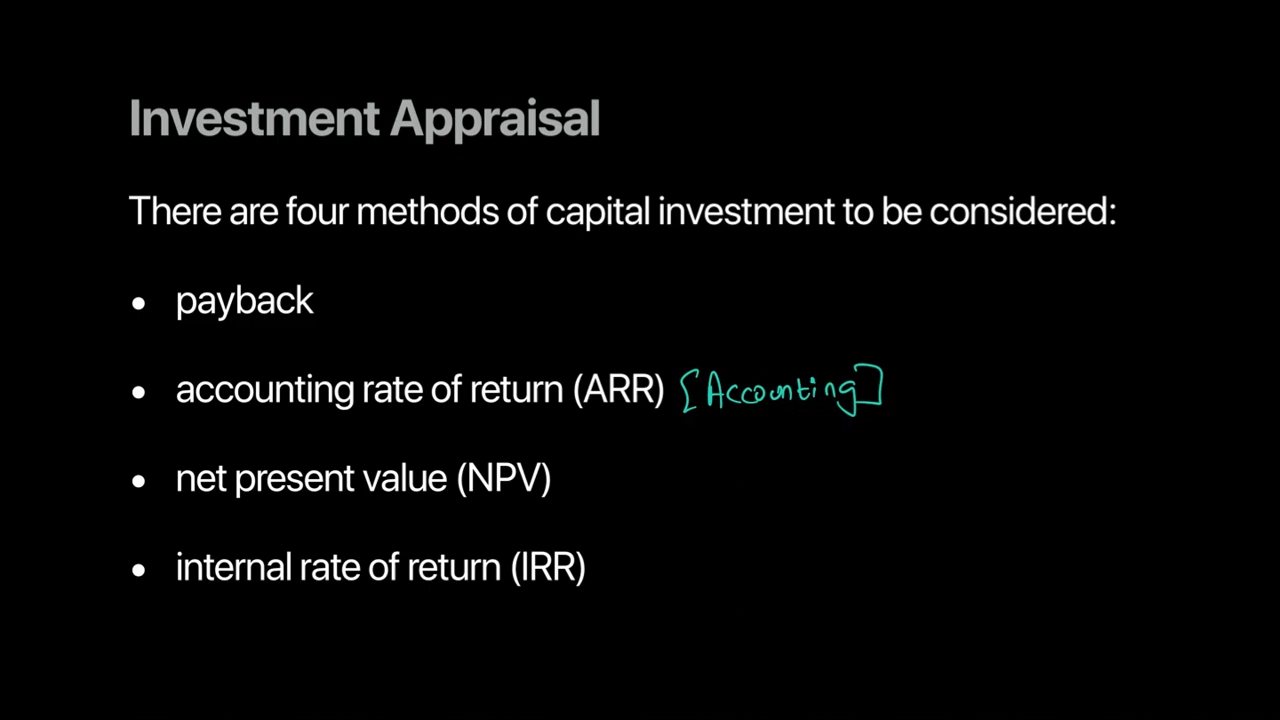 Investment Appraisal
There are four methods of capital investment to be considered:
• payback
• accounting rate of return (ARR) [Accounting]
• net present value (NPV)
• internal rate of return (IRR)